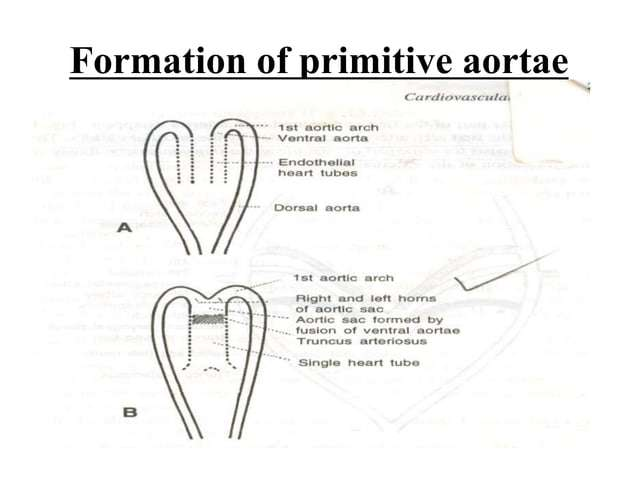 Formation of primitive aortae
Cardiovascula
1st aortic arch
Ventral aorta
Endothelial
heart tubes
Dorsal aorta
A
1st aortic arch
Right and left horns
of aortic sac
Aortic sac formed by
fusion of ventral aortae
Truncus arteriosus
Single heart tube
B